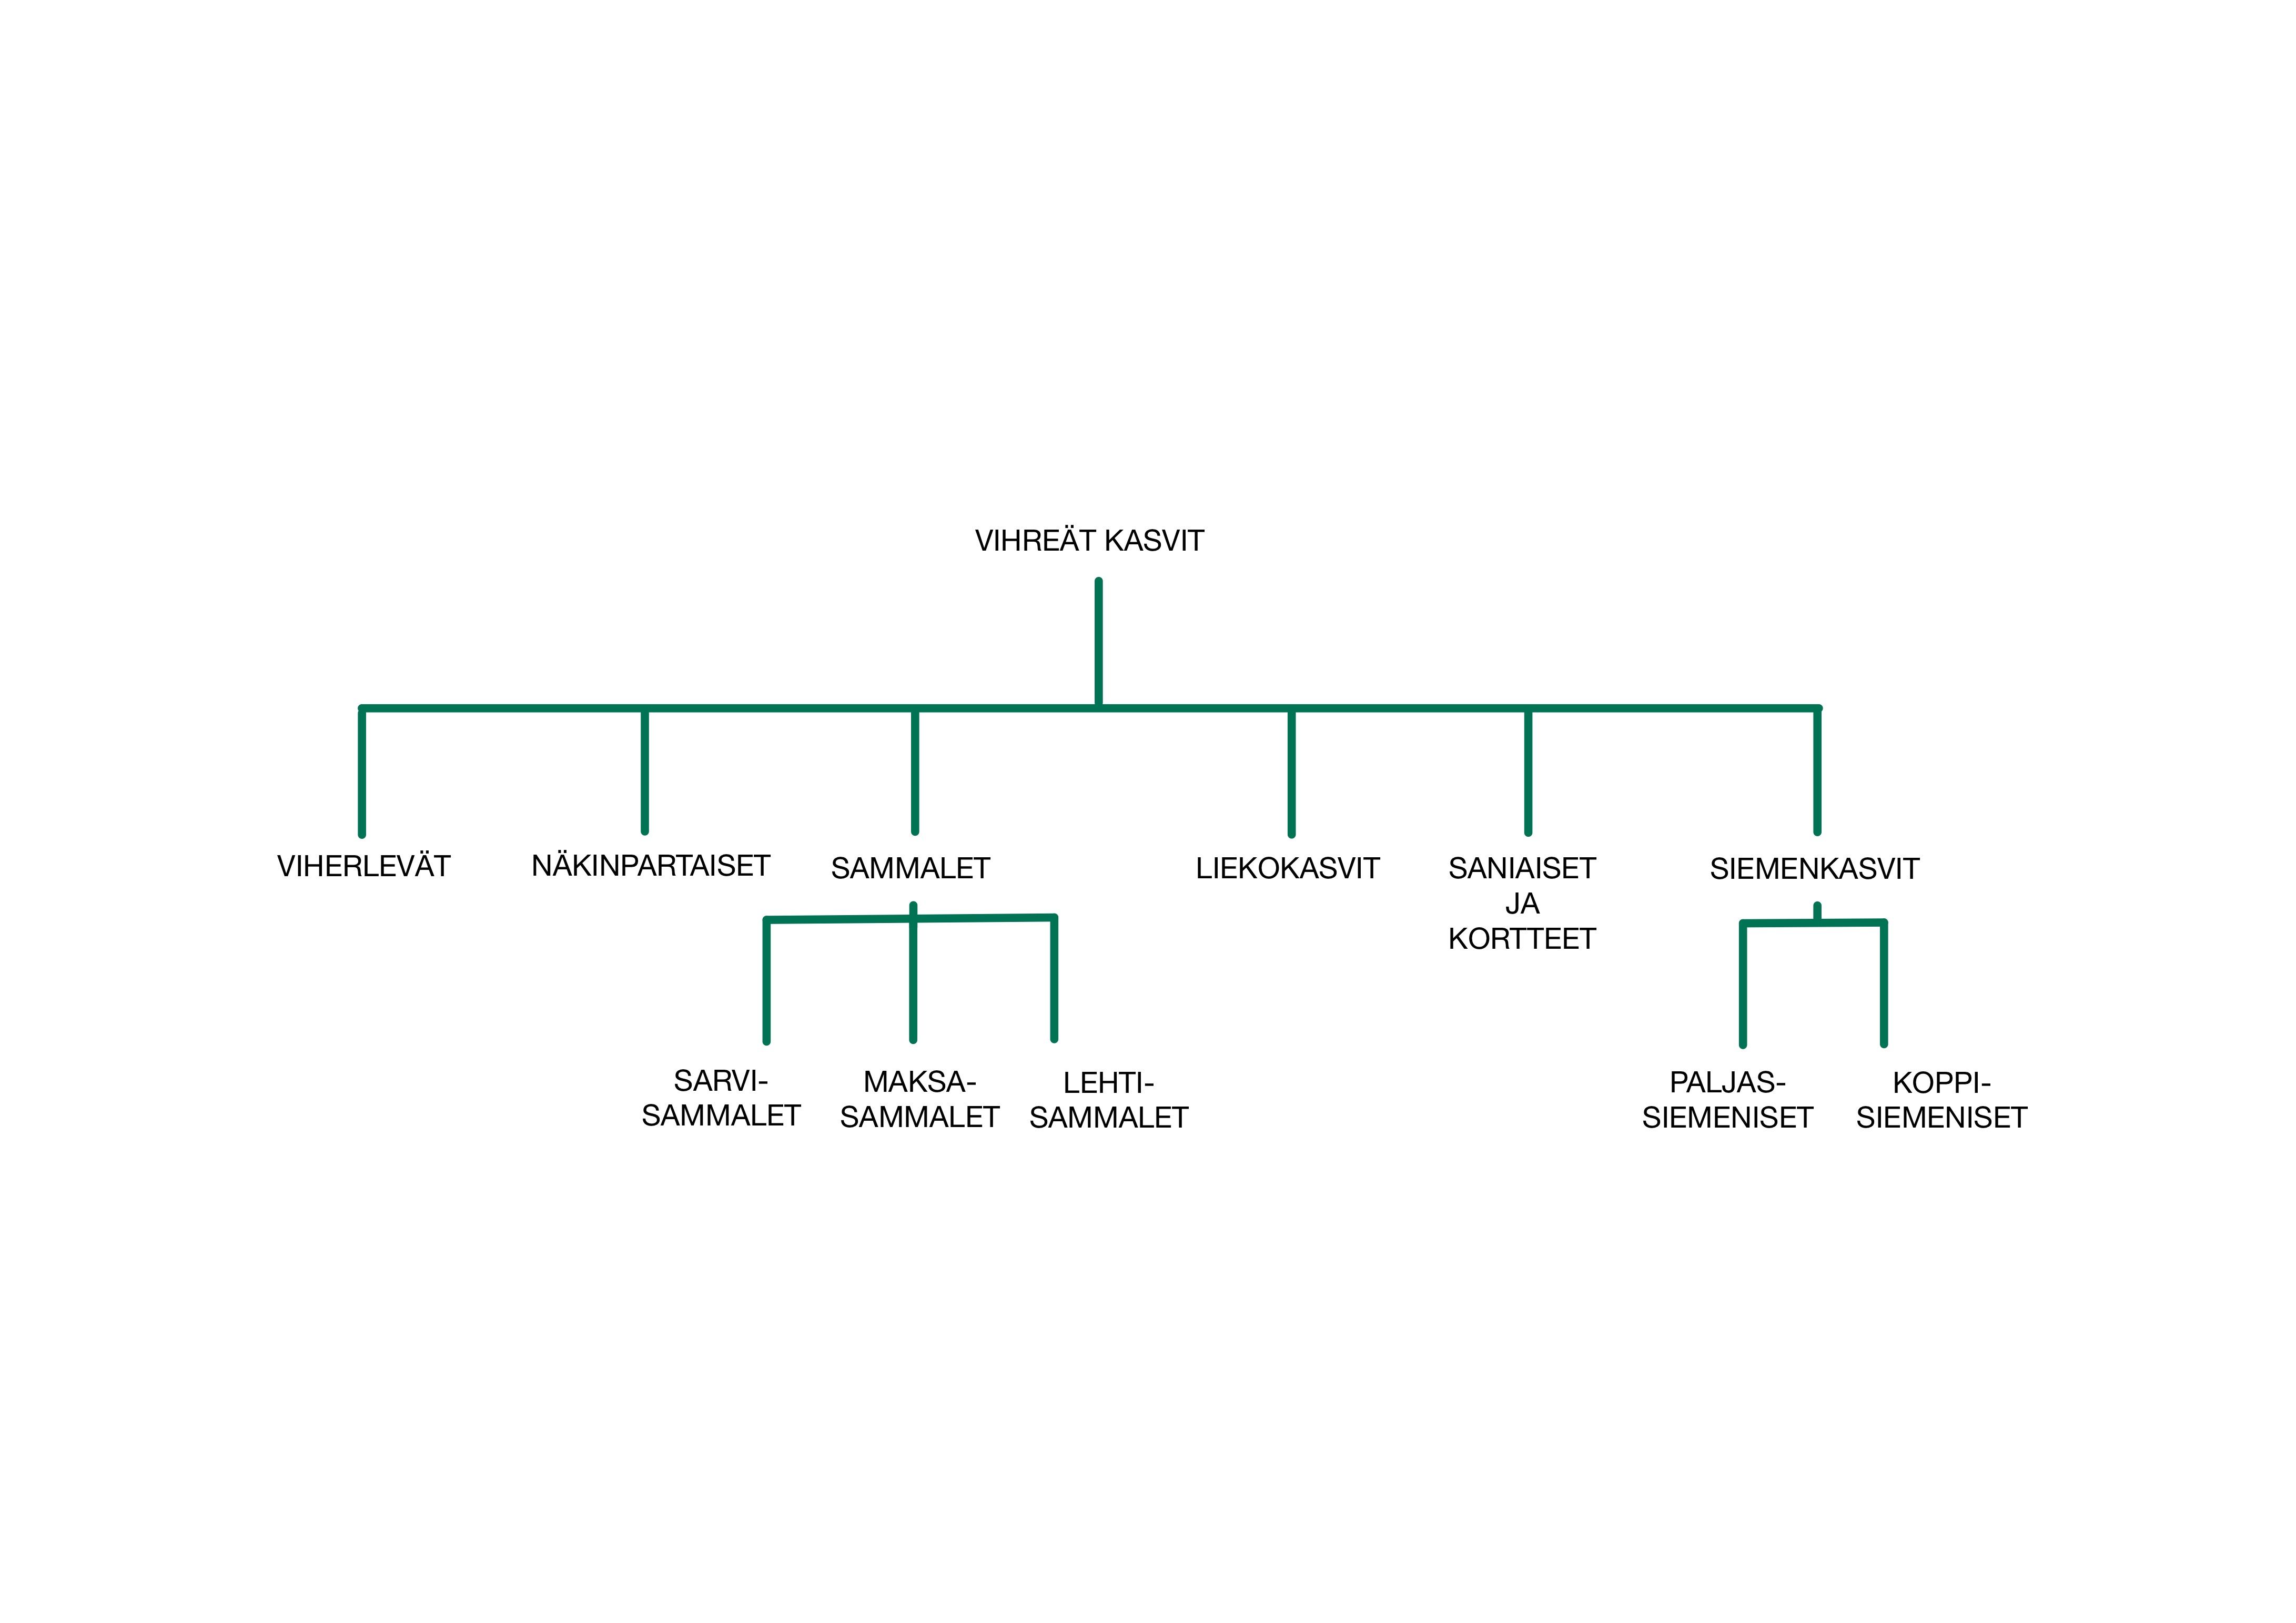 VIHREÄT KASVIT
VIHERLEVÄT
NÄKINPARTAISET
SAMMALET
LIEKOKASVIT
SANIAISET
JA
KORTTEET
SIEMENKASVIT
SARVI-
SAMMALET
MAKSA-
SAMMALET
LEHTI-
SAMMALET
PALJAS-
SIEMENISET
KOPPI-
SIEMENISET